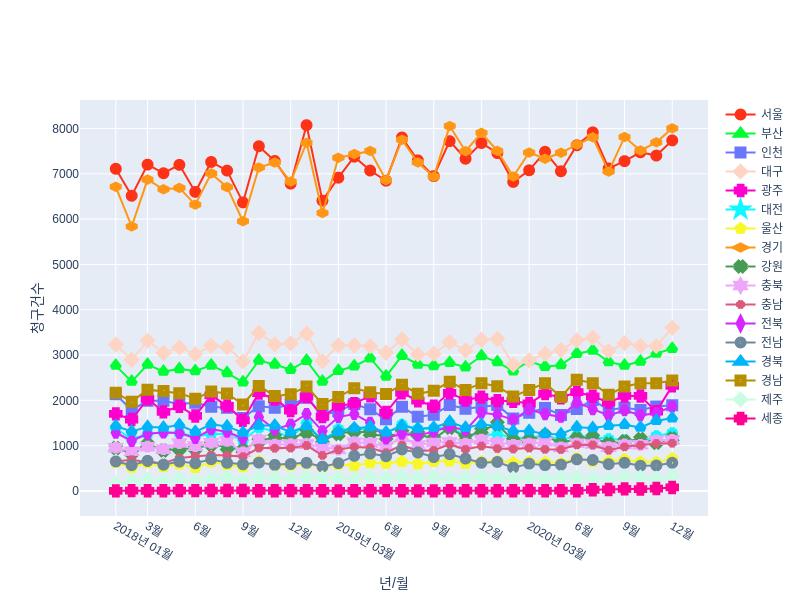 8000
7000
6000
5000
4000
3000
2000
1000
0
청구건수
2018년 01월
3월
6월
9월
12월
2019년 03월
6월
9월
12월
2020년 03월
6월
9월
12월
년/월
서울
부산
인천
대구
광주
대전
울산
경기
강원
충북
충남
전북
전남
경북
경남
제주
세종